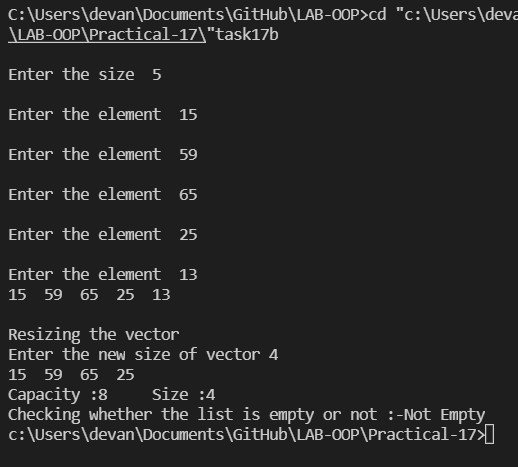 C:\Users\devan\Documents\GitHub\LAB-OOP>cd "c:\Users\deva
\LAB-OOP\Practical-17\"task17b
Enter the size  5
Enter the element  15
Enter the element  59
Enter the element  65
Enter the element  25
Enter the element  13
15  59  65  25  13
Resizing the vector
Enter the new size of vector 4
15  59  65  25
Capacity :8     Size :4
Checking whether the list is empty or not :-Not Empty
c:\Users\devan\Documents\GitHub\LAB-OOP\Practical-17>